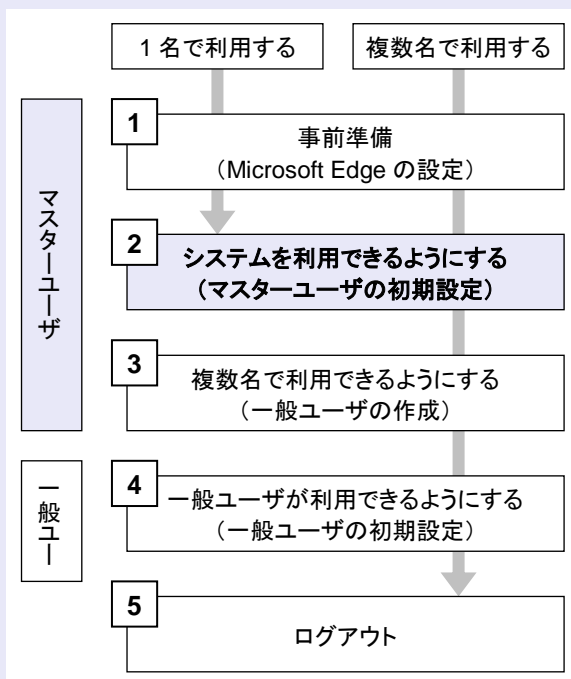 1 名で利用する
複数名で利用する
マスターユーザ
1
事前準備
（Microsoft Edge の設定）
2
システムを利用できるようにする
（マスターユーザの初期設定）
3
複数名で利用できるようにする
（一般ユーザの作成）
一般ユー
4
一般ユーザが利用できるようにする
（一般ユーザの初期設定）
5
ログアウト